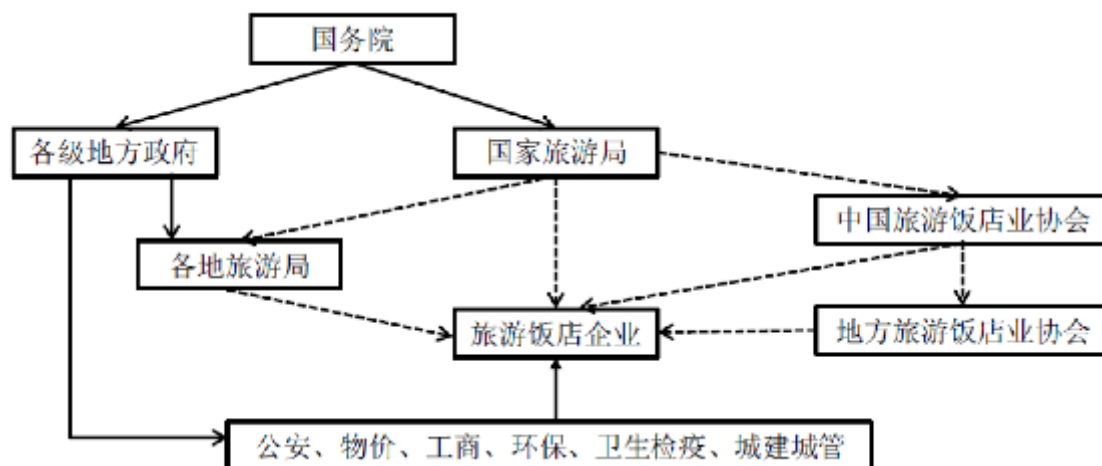 国务院
各级地方政府
国家旅游局
中国旅游饭店业协会
各地旅游局
旅游饭店企业
地方旅游饭店业协会
公安、物价、工商、环保、卫生检疫、城建城管